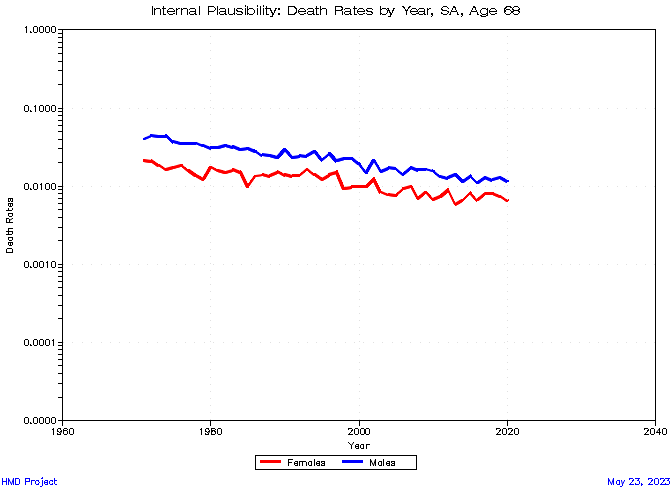 Internal Plausibility: Death Rates by Year, SA, Age 68
1.0000
0.1000
0.0100
0.0010
0.0001
0.0000
Death Rates
1960 1980 2000 2020 2040
Year
Females Males
HMD Project
May 23, 2023